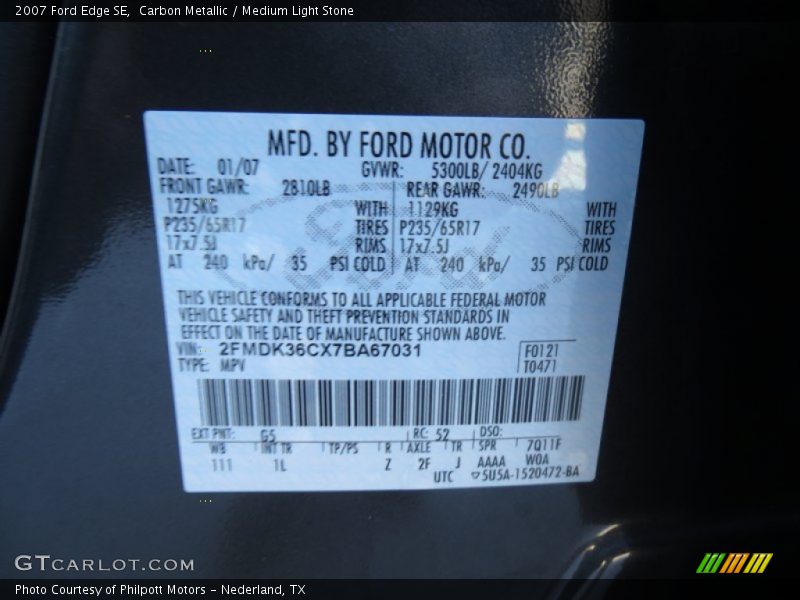 2007 Ford Edge SE,  Carbon Metallic / Medium Light Stone
MFD. BY FORD MOTOR CO.
DATE: 01/07 GVWR: 5300LB/ 2404KG
FRONT GAWR: 2810LB REAR GAWR: 2490LB
1275KG WITH 1129KG WITH
P235/65R17 TIRES P235/65R17 TIRES
17x7.5J RIMS 17x7.5J RIMS
AT 240 kPa/ 35 PSI COLD AT 240 kPa/ 35 PSI COLD
THIS VEHICLE CONFORMS TO ALL APPLICABLE FEDERAL MOTOR
VEHICLE SAFETY AND THEFT PREVENTION STANDARDS IN
EFFECT ON THE DATE OF MANUFACTURE SHOWN ABOVE.
VIN: 2FMDK36CX7BA67031 F0121
TYPE: MPV T0471
EXT PNT: G5 RC: 52 DSO:
WB INT TR TP/PS R AXLE TR SPR 7Q11F
111 1L Z 2F J AAAA W0A
UTC 5U5A-1520472-BA
GTCARLOT.COM
Photo Courtesy of Philpott Motors - Nederland, TX